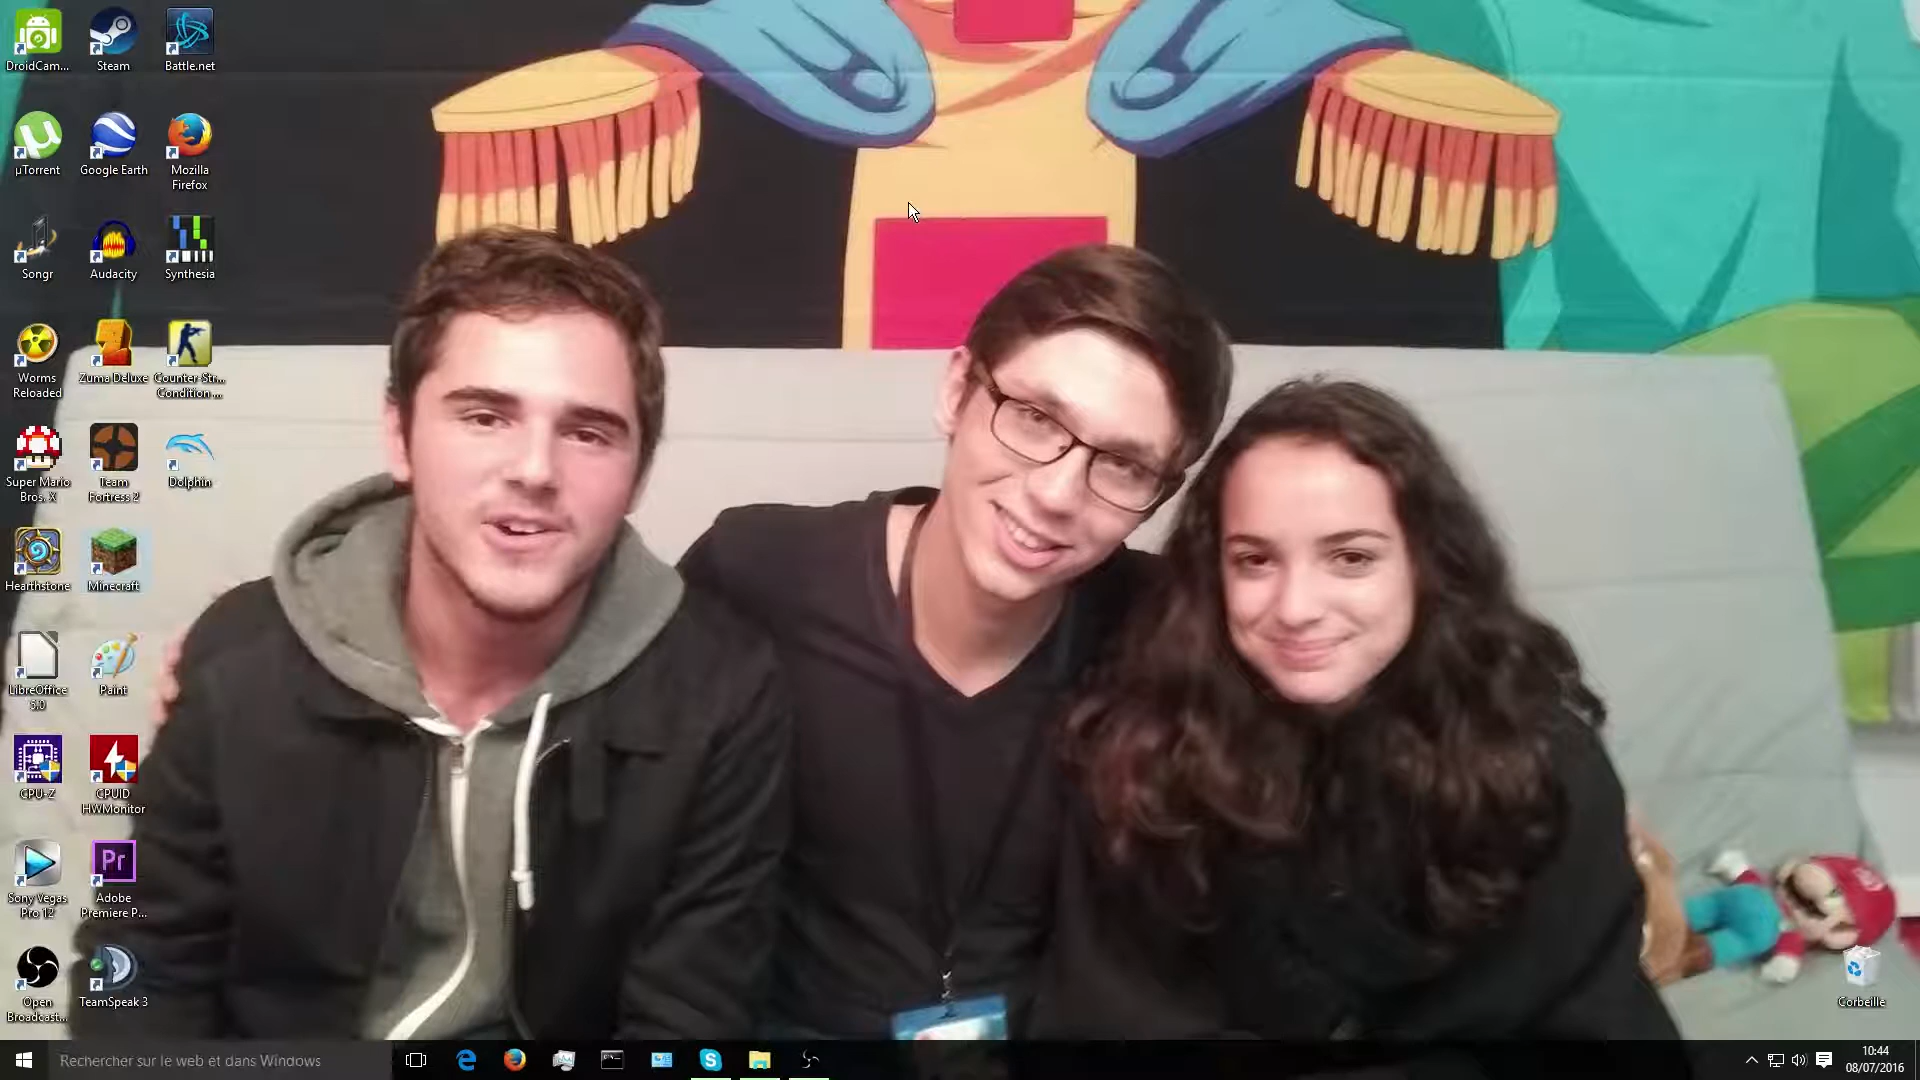 DroidCam...
Steam
Battle.net
µTorrent
Google Earth
Mozilla
Firefox
Songr
Audacity
Synthesia
Worms
Reloaded
Zuma Deluxe
Counter-Str...
Condition ...
Super Mario
Bros. X
Team
Fortress 2
Dolphin
Hearthstone
Minecraft
LibreOffice
5.0
Paint
CPU-Z
CPUID
HWMonitor
Sony Vegas
Pro 12
Pr
Adobe
Premiere P...
Open
Broadcast...
TeamSpeak 3
Corbeille
Rechercher sur le web et dans Windows
10:44
08/07/2016